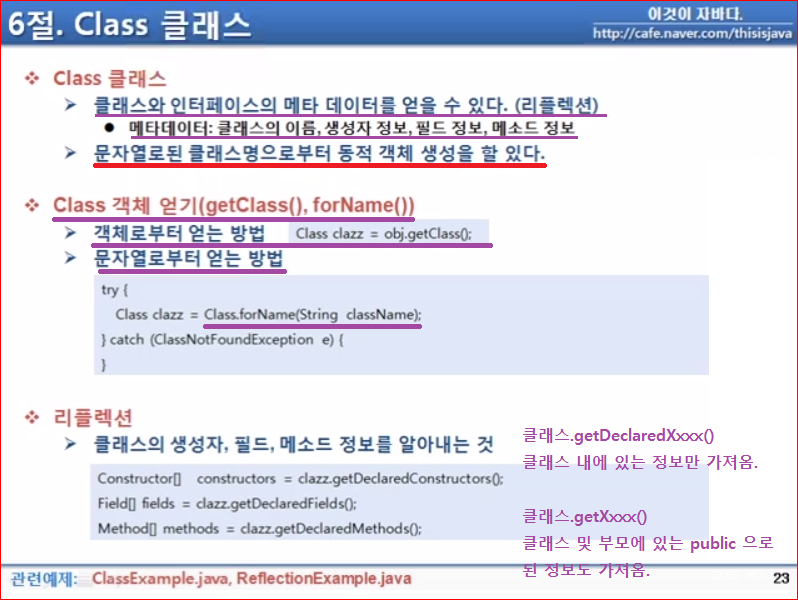 6절. Class 클래스
이것이 자바다.
http://cafe.naver.com/thisisjava
Class 클래스
클래스와 인터페이스의 메타 데이터를 얻을 수 있다. (리플렉션)
메타데이터: 클래스의 이름, 생성자 정보, 필드 정보, 메소드 정보
문자열로된 클래스명으로부터 동적 객체 생성을 할 있다.
Class 객체 얻기(getClass(), forName())
객체로부터 얻는 방법
Class clazz = obj.getClass();
문자열로부터 얻는 방법
try {
Class clazz = Class.forName(String className);
} catch (ClassNotFoundException e) {
}
리플렉션
클래스의 생성자, 필드, 메소드 정보를 알아내는 것
Constructor[] constructors = clazz.getDeclaredConstructors();
Field[] fields = clazz.getDeclaredFields();
Method[] methods = clazz.getDeclaredMethods();
클래스.getDeclaredXxxx()
클래스 내에 있는 정보만 가져옴.
클래스.getXxxx()
클래스 및 부모에 있는 public 으로
된 정보도 가져옴.
관련예제: ClassExample.java, ReflectionExample.java
23